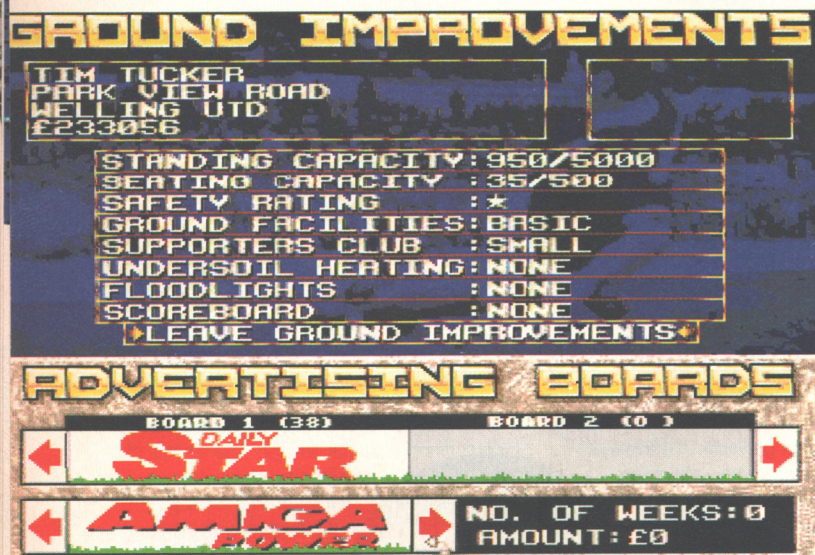 GROUND IMPROVEMENTS
TIM TUCKER
PARK VIEW ROAD
WELLING UTD
£233056
STANDING CAPACITY:950/5000
SEATING CAPACITY :35/500
SAFETY RATING :★
GROUND FACILITIES:BASIC
SUPPORTERS CLUB :SMALL
UNDERSOIL HEATING:NONE
FLOODLIGHTS :NONE
SCOREBOARD :NONE
LEAVE GROUND IMPROVEMENTS
ADVERTISING BOARDS
BOARD 1 (38) BOARD 2 (0 )
DAILY
STAR
AMIGA
POWER
NO. OF WEEKS:0
AMOUNT:£0